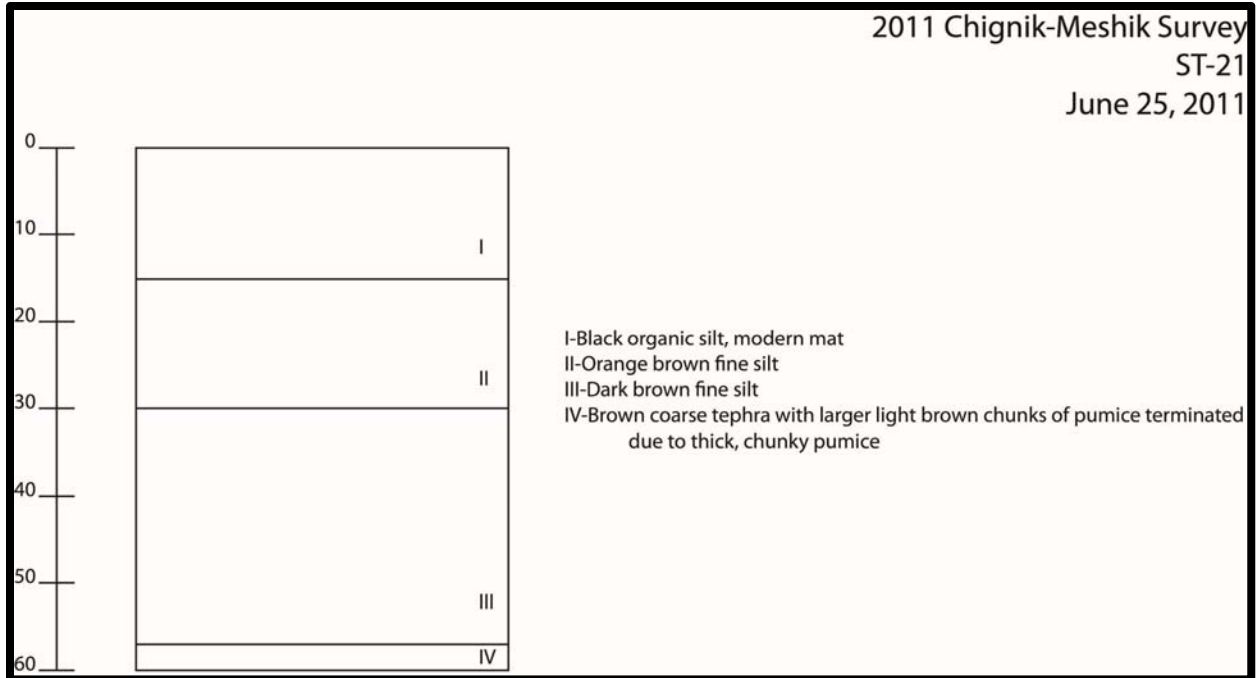 2011 Chignik-Meshik Survey
ST-21
June 25, 2011
0
10
I
20
II
30
40
50
III
IV
60
I-Black organic silt, modern mat
II-Orange brown fine silt
III-Dark brown fine silt
IV-Brown coarse tephra with larger light brown chunks of pumice terminated
due to thick, chunky pumice